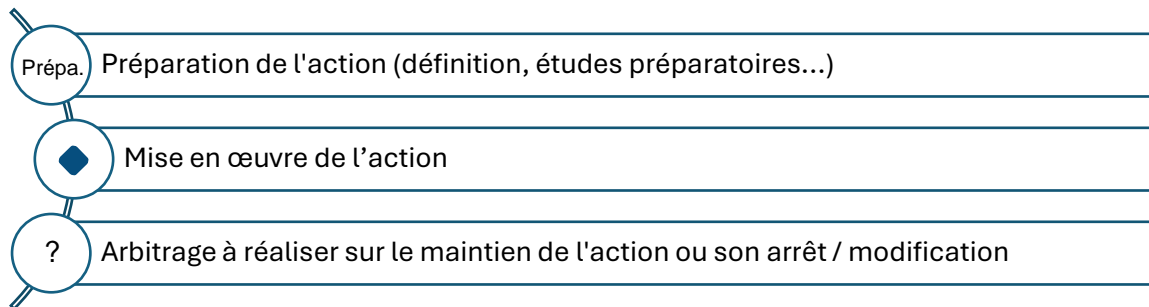 Prépa. Préparation de l'action (définition, études préparatoires...)
Mise en œuvre de l’action
? Arbitrage à réaliser sur le maintien de l'action ou son arrêt / modification